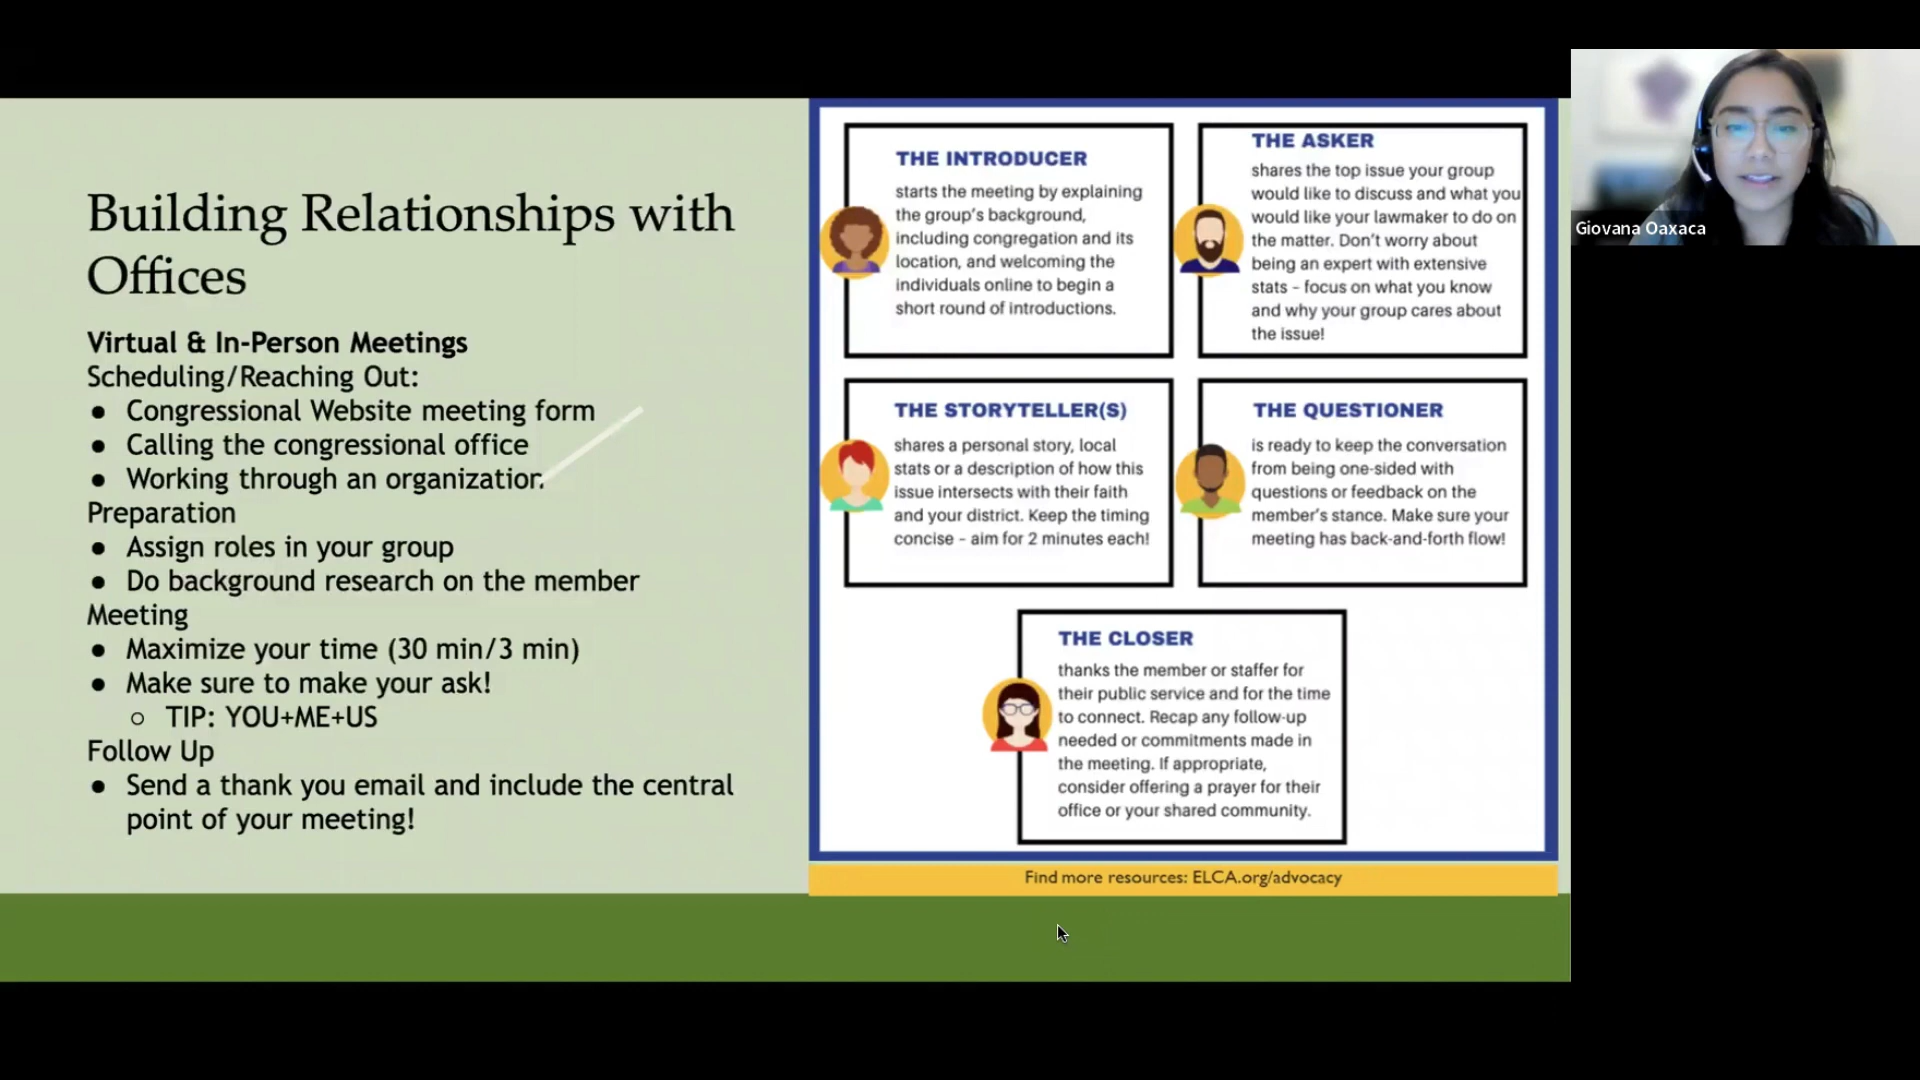 Building Relationships with
Offices
Virtual & In-Person Meetings
Scheduling/Reaching Out:
● Congressional Website meeting form
● Calling the congressional office
● Working through an organization
Preparation
● Assign roles in your group
● Do background research on the member
Meeting
● Maximize your time (30 min/3 min)
● Make sure to make your ask!
○ TIP: YOU+ME+US
Follow Up
● Send a thank you email and include the central
point of your meeting!
THE INTRODUCER
starts the meeting by explaining
the group's background,
including congregation and its
location, and welcoming the
individuals online to begin a
short round of introductions.
THE ASKER
shares the top issue your group
would like to discuss and what you
would like your lawmaker to do on
the matter. Don't worry about
being an expert with extensive
stats - focus on what you know
and why your group cares about
the issue!
THE STORYTELLER(S)
shares a personal story, local
stats or a description of how this
issue intersects with their faith
and your district. Keep the timing
concise - aim for 2 minutes each!
THE QUESTIONER
is ready to keep the conversation
from being one-sided with
questions or feedback on the
member's stance. Make sure your
meeting has back-and-forth flow!
THE CLOSER
thanks the member or staffer for
their public service and for the time
to connect. Recap any follow-up
needed or commitments made in
the meeting. If appropriate,
consider offering a prayer for their
office or your shared community.
Find more resources: ELCA.org/advocacy
Giovana Oaxaca